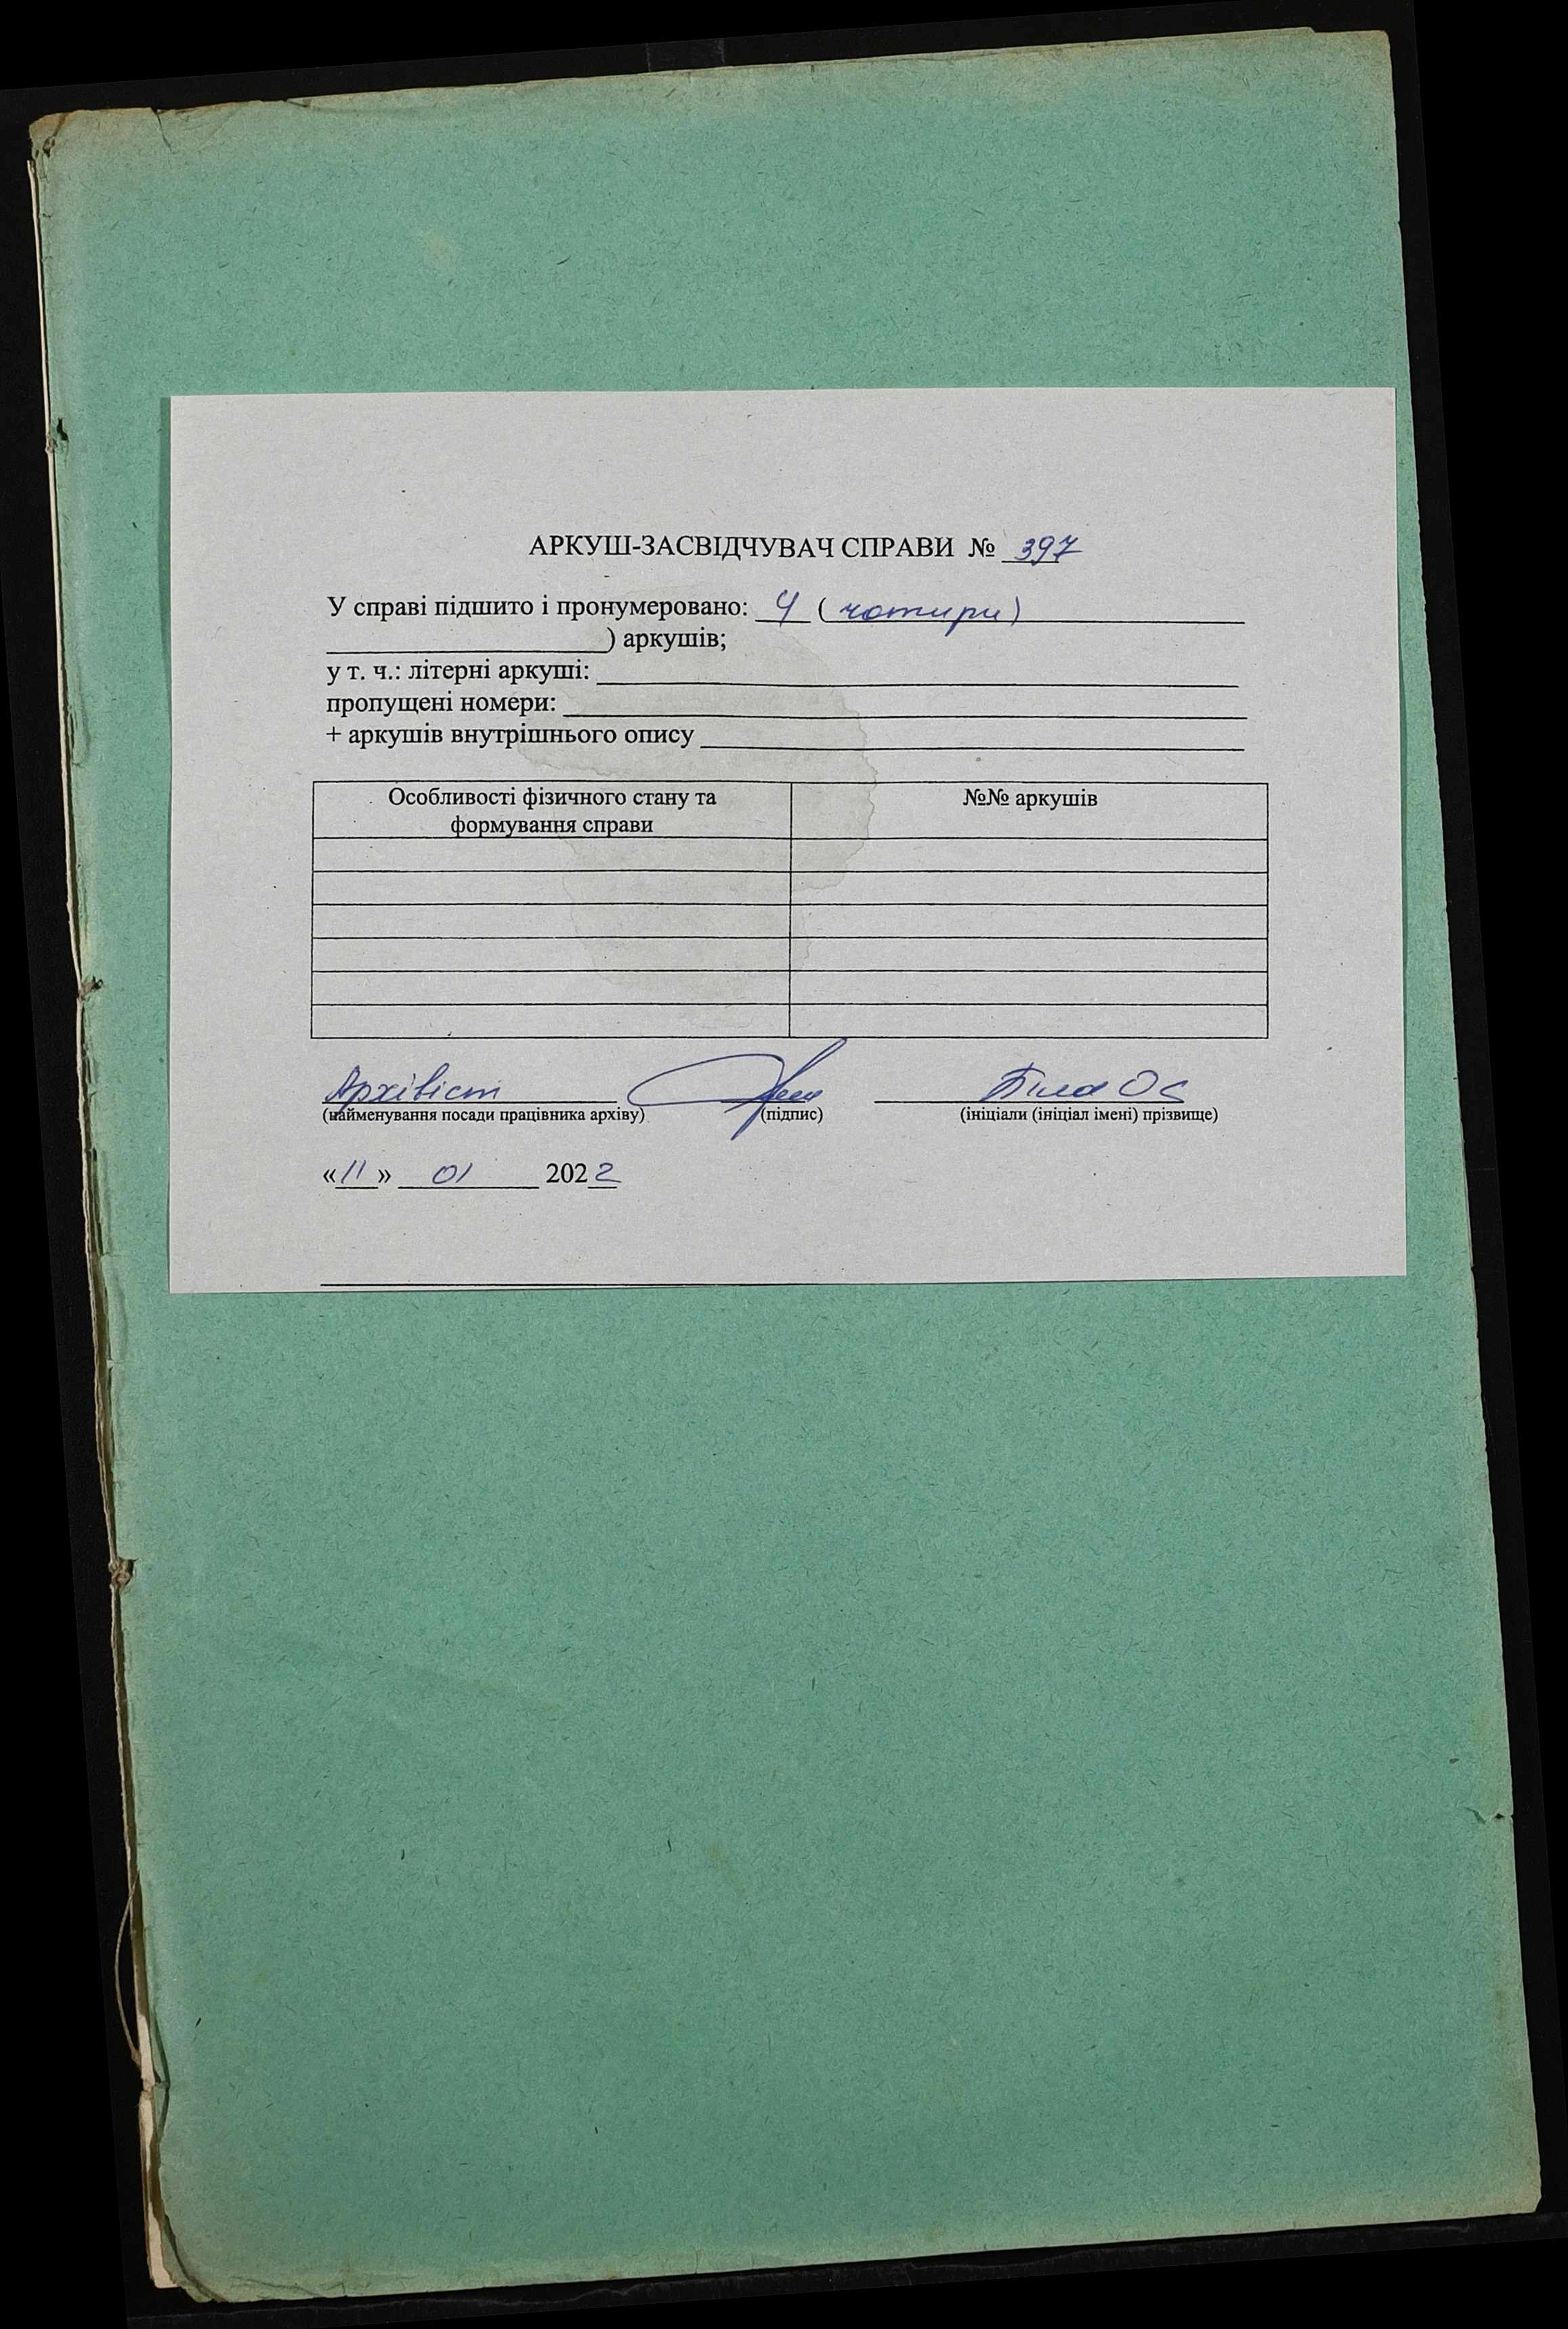 АРКУШ-ЗАСВІДЧУВАЧ СПРАВИ № 397
У справі підшито і пронумеровано: 4 (чотири)
) аркушів;
у т. ч.: літерні аркуші:
пропущені номери:
+ аркушів внутрішнього опису
Особливості фізичного стану та формування справи №№ аркушів
Архівіст Біла ОС
(найменування посади працівника архіву) (підпис) (ініціали (ініціал імені) прізвище)
«11» 01 2022